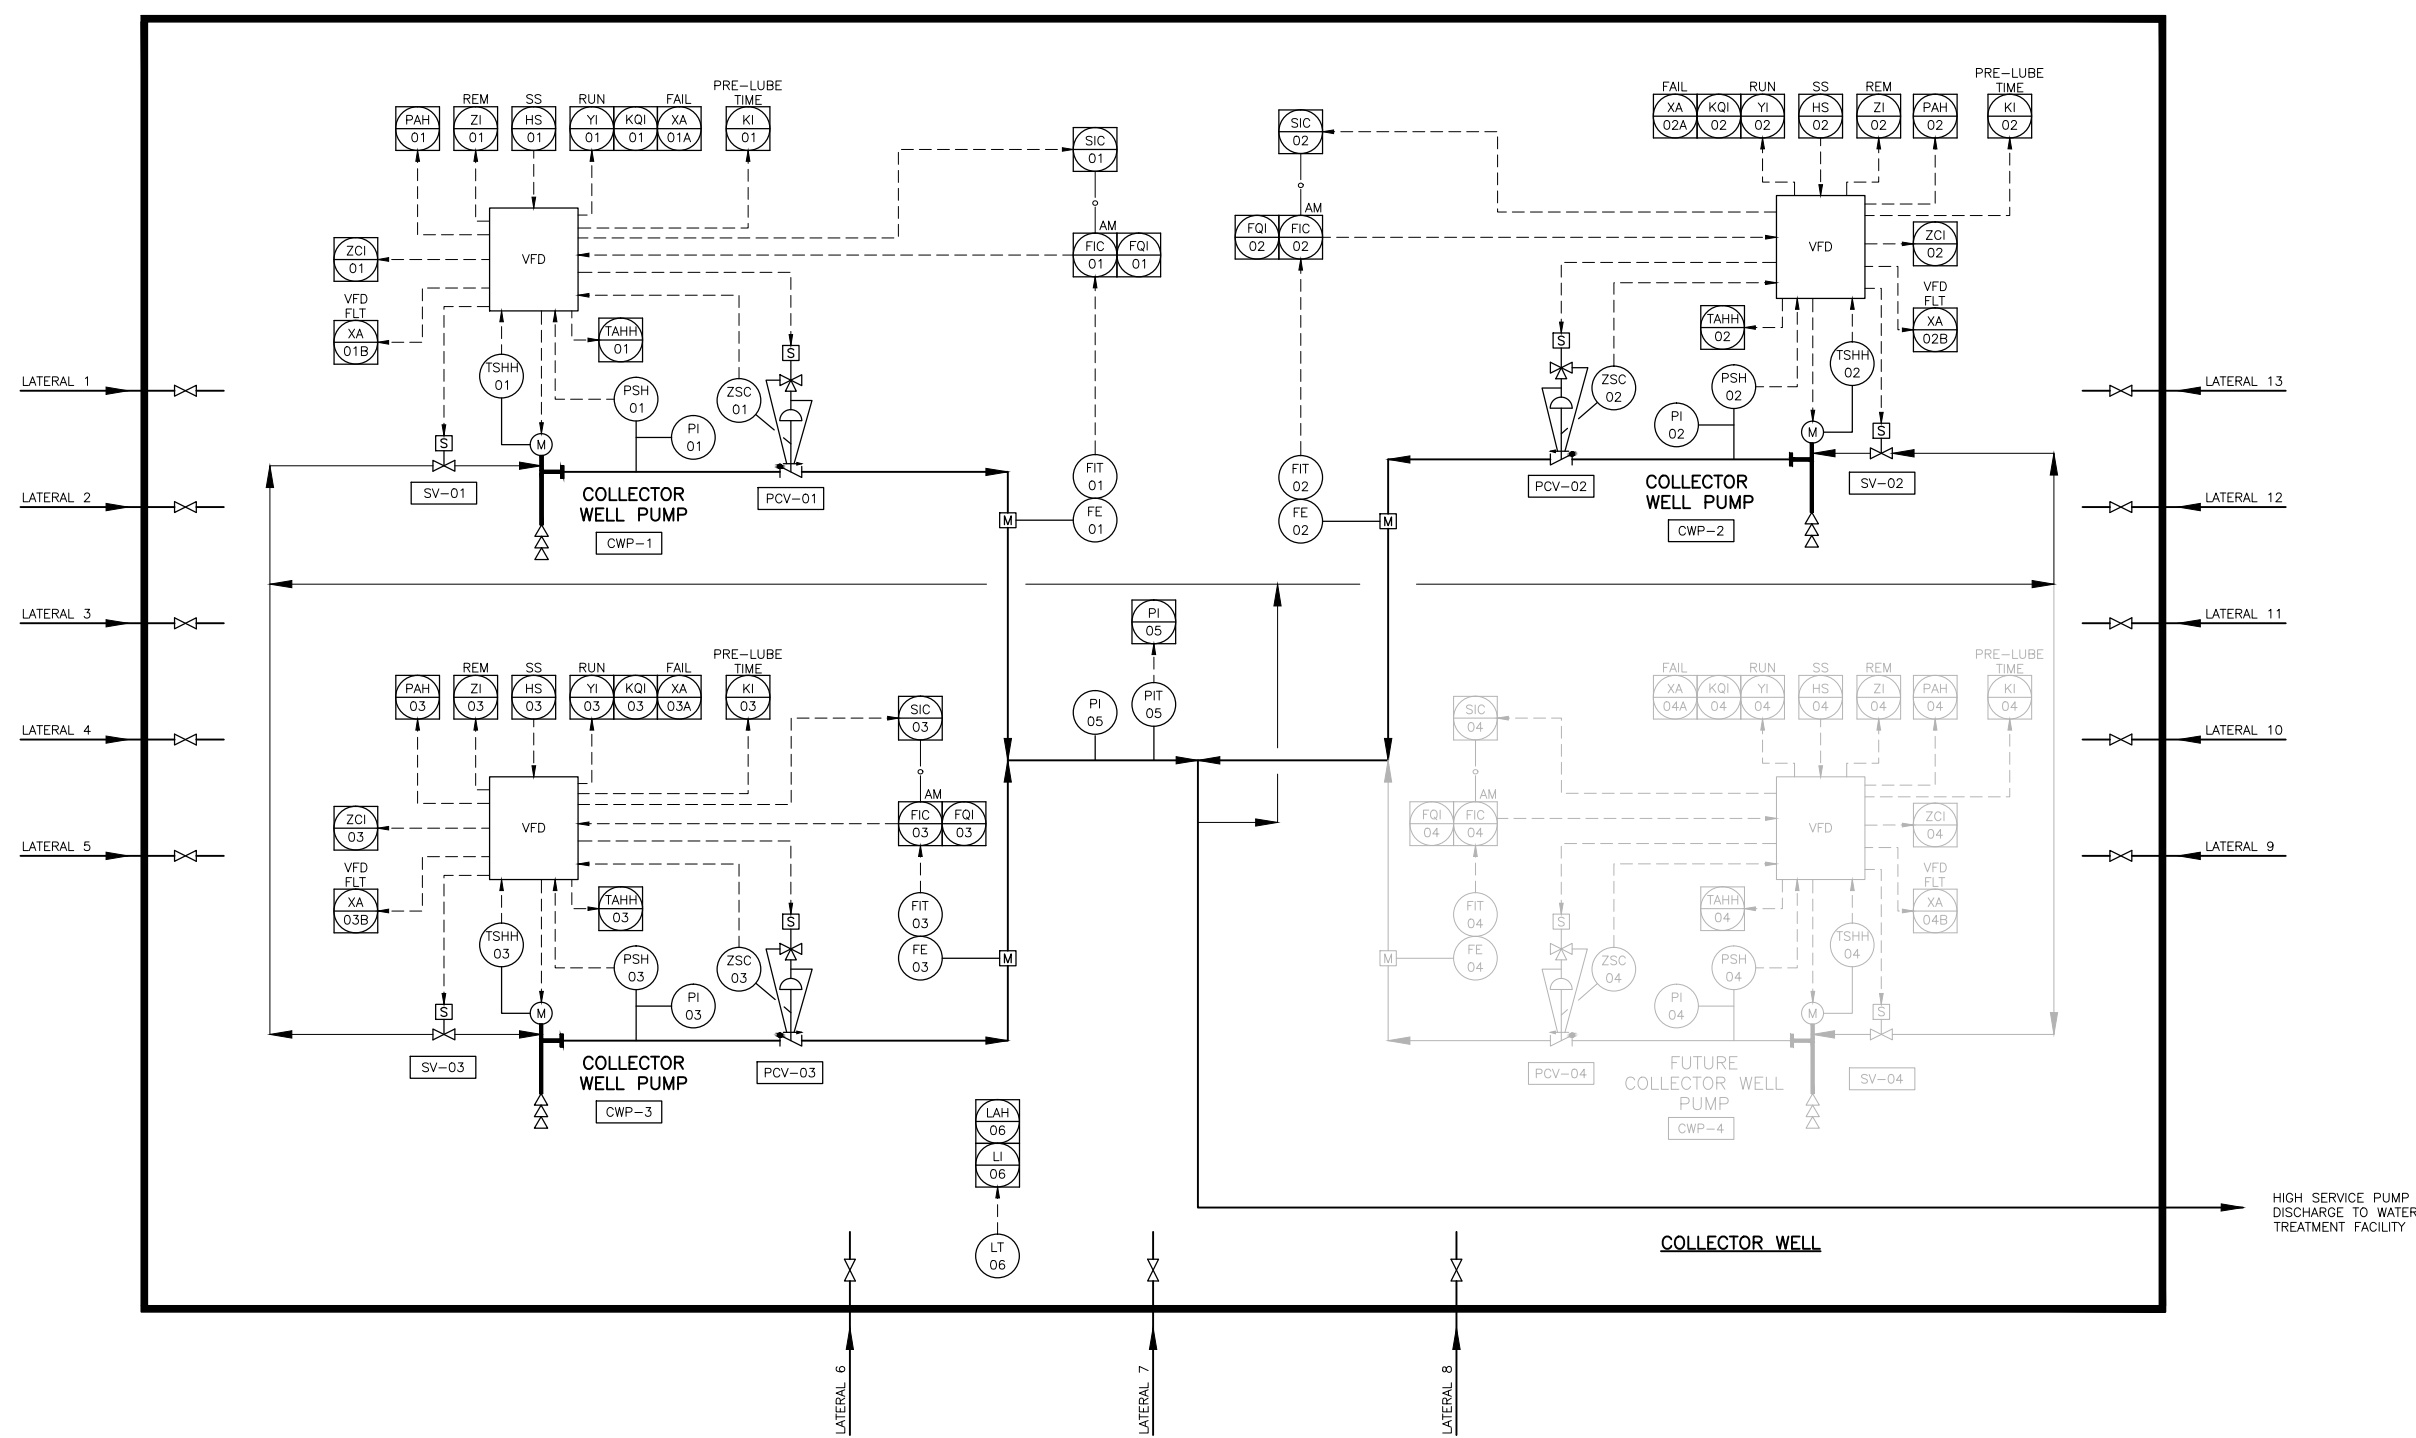 PRE-LUBE
TIME
REM SS RUN FAIL
PAH 01 ZI 01 HS 01 YI 01 KQI 01 XA 01A KI 01
SIC 01
AM
FIC 01 FQI 01
ZCI 01
VFD
VFD
FLT
XA 01B
TAHH 01
TSHH 01
S
PSH 01
ZSC 01
PI 01
M
S
FIT 01
FE 01
M
SV-01
COLLECTOR
WELL PUMP
CWP-1
PCV-01
PRE-LUBE
TIME
FAIL RUN SS REM
XA 02A KQI 02 YI 02 HS 02 ZI 02 PAH 02 KI 02
SIC 02
AM
FQI 02 FIC 02
VFD
ZCI 02
VFD
FLT
XA 02B
TAHH 02
S
TSHH 02
ZSC 02
PSH 02
PI 02
M
S
FIT 02
FE 02
M
PCV-02
COLLECTOR
WELL PUMP
CWP-2
SV-02
LATERAL 1
LATERAL 2
LATERAL 3
LATERAL 4
LATERAL 5
LATERAL 13
LATERAL 12
LATERAL 11
LATERAL 10
LATERAL 9
PI 05
PI 05
PIT 05
PRE-LUBE
TIME
REM SS RUN FAIL
PAH 03 ZI 03 HS 03 YI 03 KQI 03 XA 03A KI 03
SIC 03
AM
FIC 03 FQI 03
ZCI 03
VFD
VFD
FLT
XA 03B
TAHH 03
TSHH 03
S
PSH 03
ZSC 03
PI 03
M
S
FIT 03
FE 03
M
SV-03
COLLECTOR
WELL PUMP
CWP-3
PCV-03
PRE-LUBE
TIME
FAIL RUN SS REM
XA 04A KQI 04 YI 04 HS 04 ZI 04 PAH 04 KI 04
SIC 04
AM
FQI 04 FIC 04
VFD
ZCI 04
VFD
FLT
XA 04B
TAHH 04
S
TSHH 04
ZSC 04
PSH 04
PI 04
M
S
FIT 04
FE 04
M
PCV-04
FUTURE
COLLECTOR WELL
PUMP
CWP-4
SV-04
LAH 06
LI 06
LT 06
HIGH SERVICE PUMP
DISCHARGE TO WATER
TREATMENT FACILITY
COLLECTOR WELL
LATERAL 6
LATERAL 7
LATERAL 8